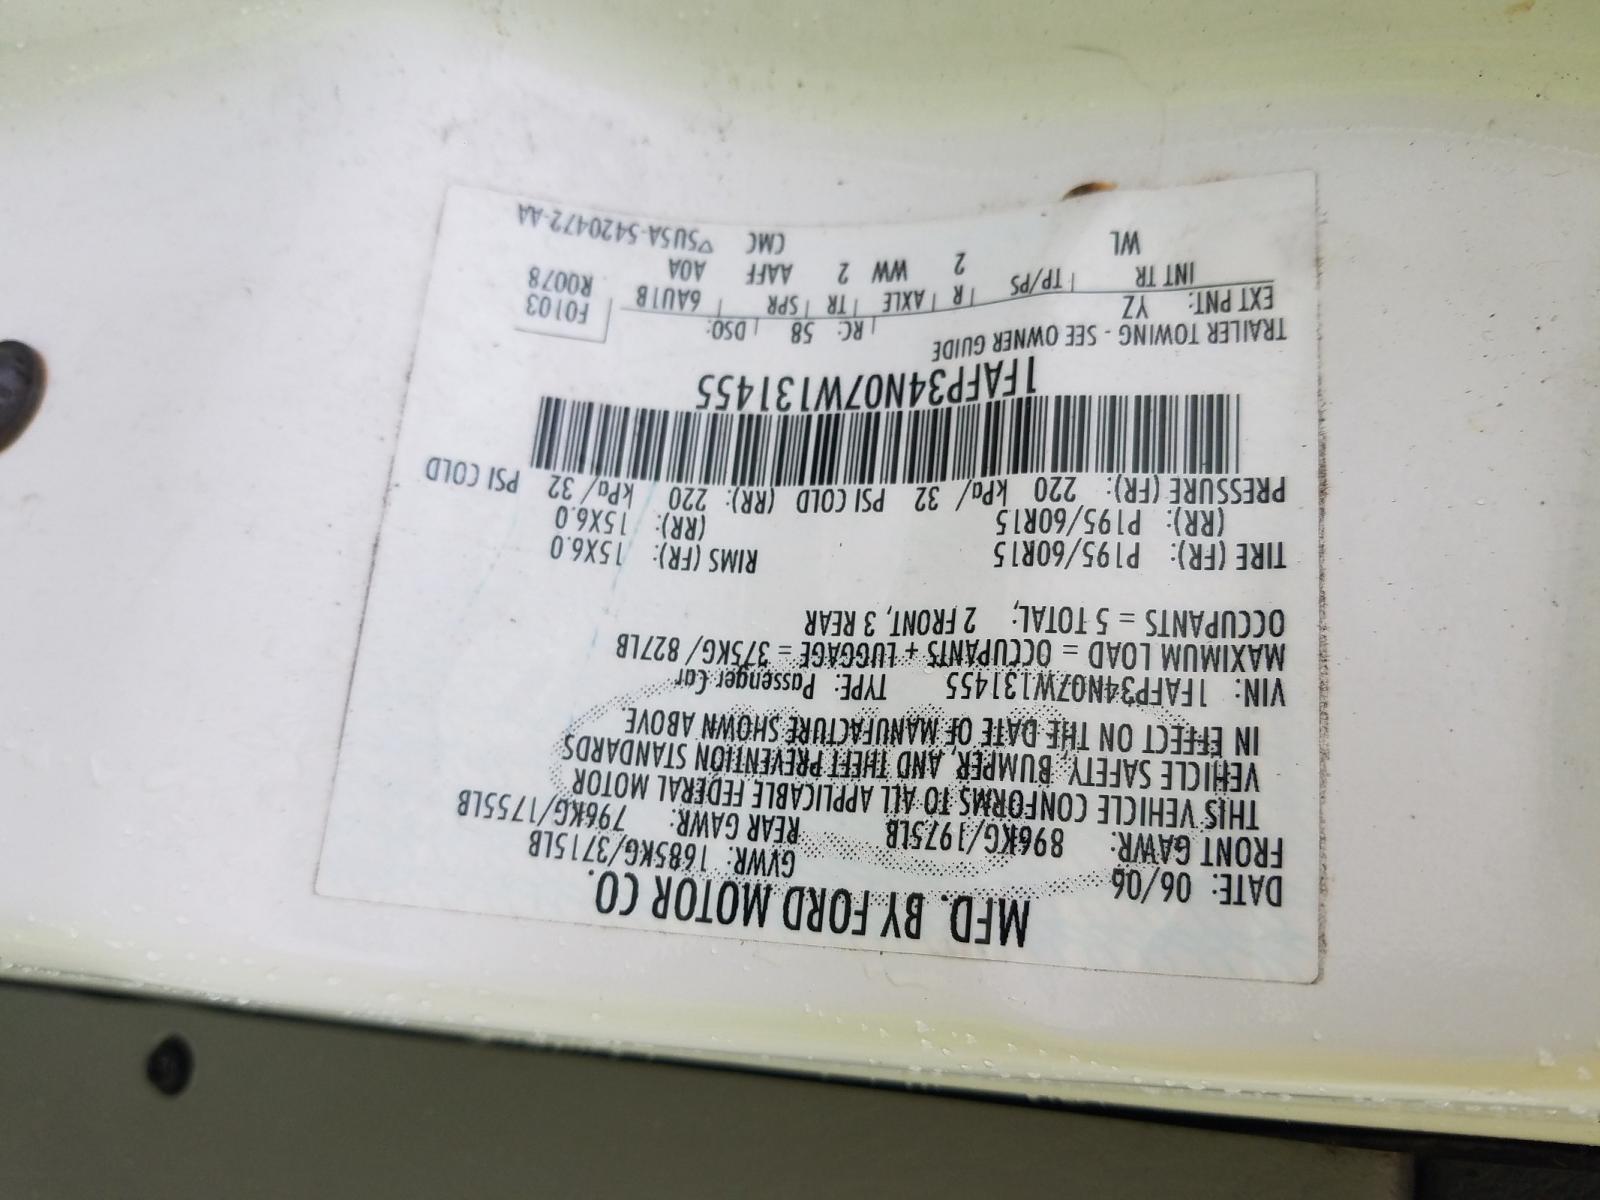 MFD. BY FORD MOTOR CO.
DATE: 06/06 GVWR: 1685KG/3715LB
FRONT GAWR: 896KG/1975LB REAR GAWR: 796KG/1755LB
THIS VEHICLE CONFORMS TO ALL APPLICABLE FEDERAL MOTOR
VEHICLE SAFETY, BUMPER, AND THEFT PREVENTION STANDARDS
IN EFFECT ON THE DATE OF MANUFACTURE SHOWN ABOVE
VIN: 1FAFP34N07W131455 TYPE: Passenger Car
MAXIMUM LOAD = OCCUPANTS + LUGGAGE = 375KG/ 827LB
OCCUPANTS = 5 TOTAL, 2 FRONT, 3 REAR
TIRE (FR): P195/60R15 RIMS (FR): 15X6.0
(RR): P195/60R15 (RR): 15X6.0
PRESSURE (FR): 220 kPa/ 32 PSI COLD (RR): 220 kPa/ 32 PSI COLD
1FAFP34N07W131455
TRAILER TOWING - SEE OWNER GUIDE
EXT PNT: YZ RC: 58 DSO: F0103
INT TR TP/PS R AXLE TR SPR 6AU1B R0078
WL 2 WW 2 AAFF AOA
CMC ▽5U5A-5420472-AA